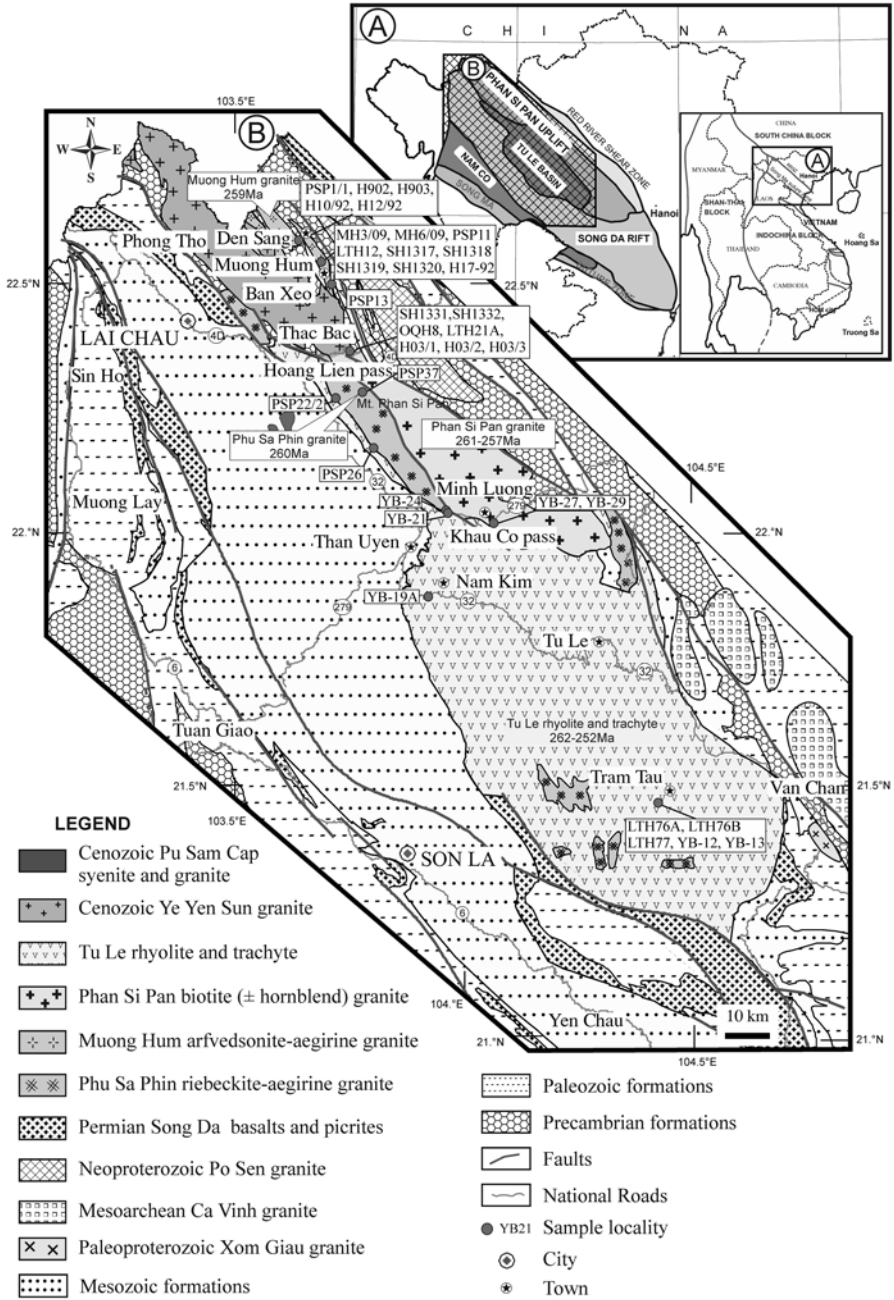 A
C H I N A
B
PHAN SI PAN UPLIFT
RED RIVER SHEAR ZONE
TU LE BASIN
NAM CO
SONG MA
Hanoi
SONG DA RIFT
CHINA
SOUTH CHINA BLOCK
A
MYANMAR
Hanoi
SHAN-THAI
BLOCK
LAOS
VIETNAM
INDOCHINA BLOCK
THAILAND
Hoang Sa
CAMBODIA
Truong Sa
103.5°E
B
N
W E
S
Muong Hum granite
259Ma
PSP1/1, H902, H903,
H10/92, H12/92
Phong Tho
Den Sang
MH3/09, MH6/09, PSP11
LTH12, SH1317, SH1318
SH1319, SH1320, H17-92
Muong Hum
22.5°N
22.5°N
Ban Xeo
PSP13
Thac Bac
SH1331,SH1332,
OQH8, LTH21A,
H03/1, H03/2, H03/3
4D
4D
LAI CHAU
Sin Ho
Hoang Lien pass
PSP37
PSP22/2
Mt. Phan Si Pan
Phu Sa Phin granite
260Ma
Phan Si Pan granite
261-257Ma
PSP26
32
104.5°E
Muong Lay
Minh Luong
YB-24
279
YB-27, YB-29
22.°N
YB-21
22.°N
Khau Co pass
Than Uyen
Nam Kim
279
YB-19A
32
Tu Le
32
6
Tuan Giao
Tu Le rhyolite and trachyte
262-252Ma
21.5°N
Tram Tau
21.5°N
Van Chan
103.5°E
LTH76A, LTH76B
LTH77, YB-12, YB-13
SON LA
6
104.°E
10 km
Yen Chau
21.°N
21.°N
104.5°E
LEGEND
Cenozoic Pu Sam Cap
syenite and granite
Cenozoic Ye Yen Sun granite
Tu Le rhyolite and trachyte
Phan Si Pan biotite (± hornblend) granite
Muong Hum arfvedsonite-aegirine granite
Phu Sa Phin riebeckite-aegirine granite
Permian Song Da basalts and picrites
Neoproterozoic Po Sen granite
Mesoarchean Ca Vinh granite
Paleoproterozoic Xom Giau granite
Mesozoic formations
Paleozoic formations
Precambrian formations
Faults
National Roads
YB21 Sample locality
City
Town